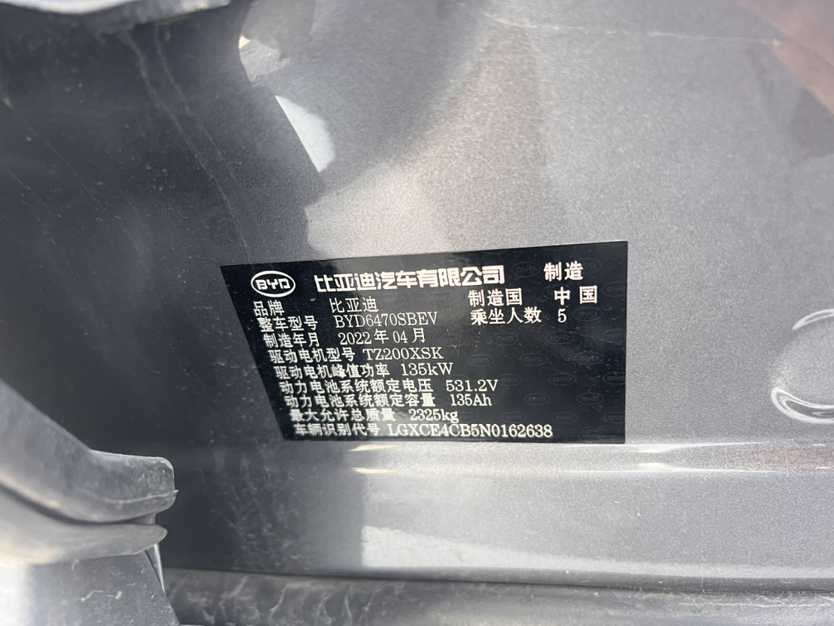 BYD 比亚迪汽车有限公司 制造
品牌 比亚迪 制造国 中国
整车型号 BYD6470SBEV 乘坐人数 5
制造年月 2022年04月
驱动电机型号 TZ200XSK
驱动电机峰值功率 135kW
动力电池系统额定电压 531.2V
动力电池系统额定容量 135Ah
最大允许总质量 2325kg
车辆识别代号 LGXCE4CB5N0162638